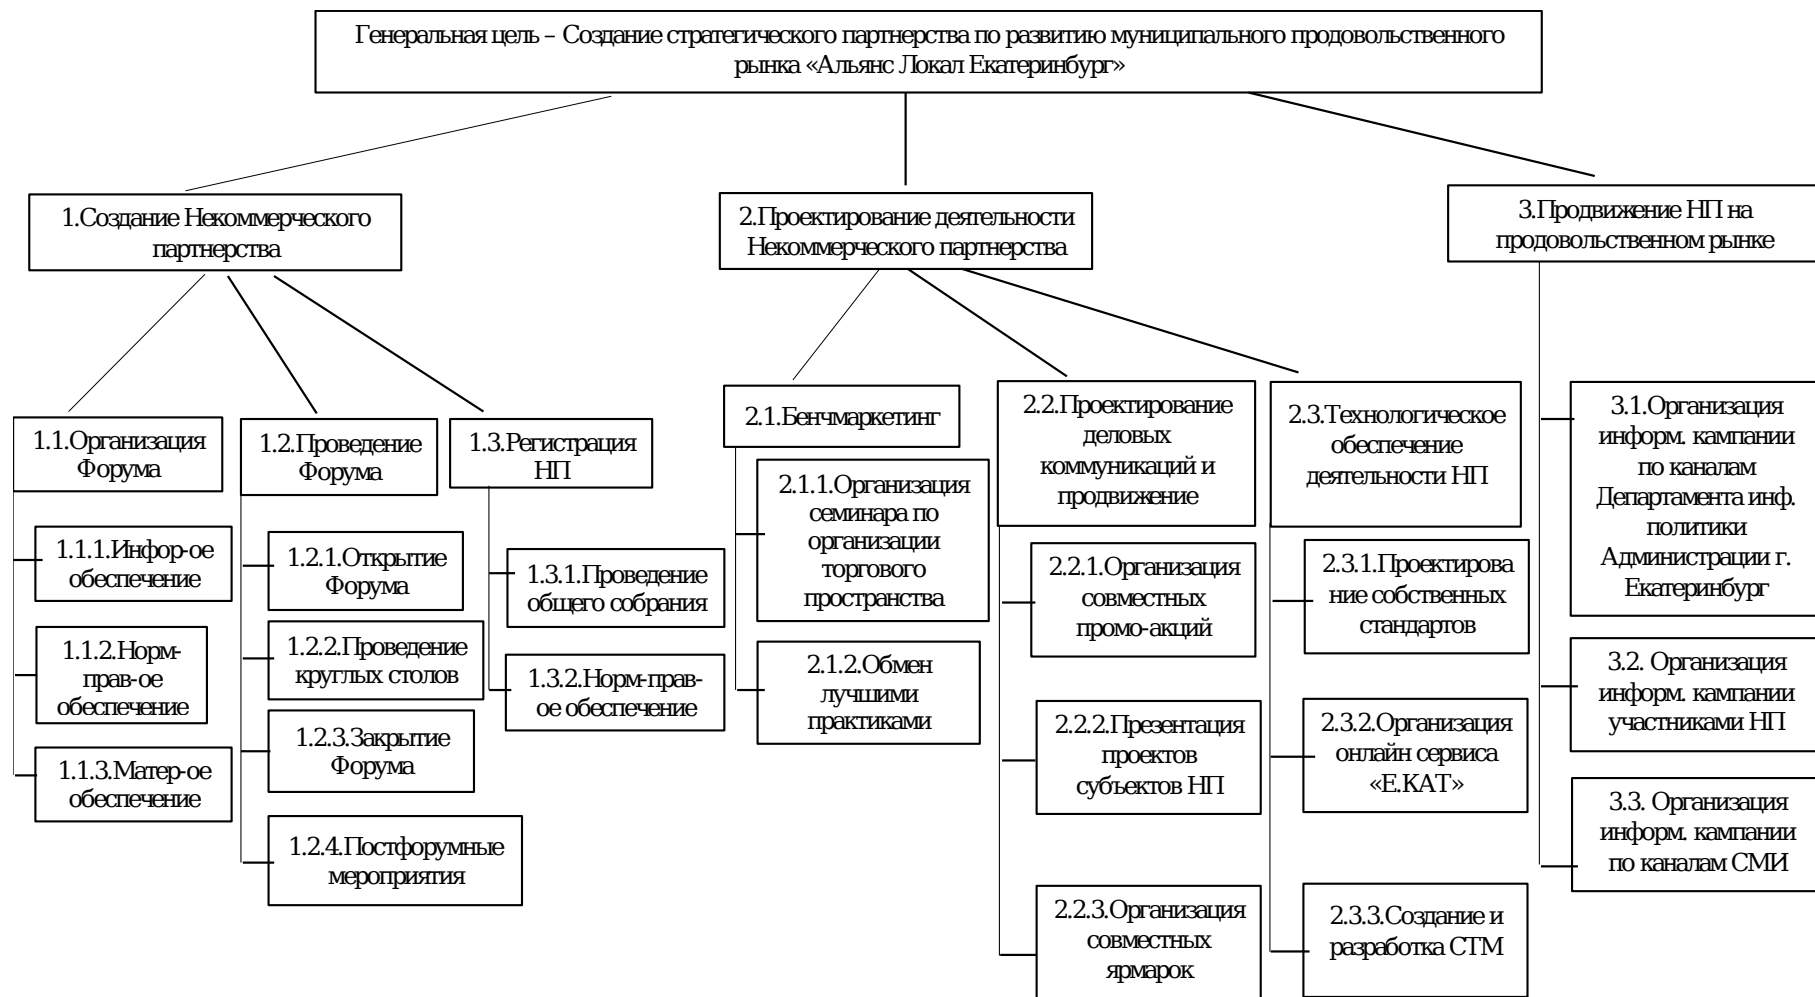 Генеральная цель – Создание стратегического партнерства по развитию муниципального продовольственного
рынка «Альянс Локал Екатеринбург»
1.Создание Некоммерческого
партнерства
2.Проектирование деятельности
Некоммерческого партнерства
3.Продвижение НП на
продовольственном рынке
1.1.Организация
Форума
1.2.Проведение
Форума
1.3.Регистрация
НП
2.1.Бенчмаркетинг
2.2.Проектирование
деловых
коммуникаций и
продвижение
2.3.Технологическое
обеспечение
деятельности НП
3.1.Организация
информ. кампании
по каналам
Департамента инф.
политики
Администрации г.
Екатеринбург
1.1.1.Инфор-ое
обеспечение
1.1.2.Норм-
прав-ое
обеспечение
1.1.3.Матер-ое
обеспечение
1.2.1.Открытие
Форума
1.2.2.Проведение
круглых столов
1.2.3.Закрытие
Форума
1.2.4.Постфорумные
мероприятия
1.3.1.Проведение
общего собрания
1.3.2.Норм-прав-
ое обеспечение
2.1.1.Организация
семинара по
организации
торгового
пространства
2.1.2.Обмен
лучшими
практиками
2.2.1.Организация
совместных
промо-акций
2.2.2.Презентация
проектов
субъектов НП
2.2.3.Организация
совместных
ярмарок
2.3.1.Проектирова
ние собственных
стандартов
2.3.2.Организация
онлайн сервиса
«Е.КАТ»
2.3.3.Создание и
разработка СТМ
3.2. Организация
информ. кампании
участниками НП
3.3. Организация
информ. кампании
по каналам СМИ